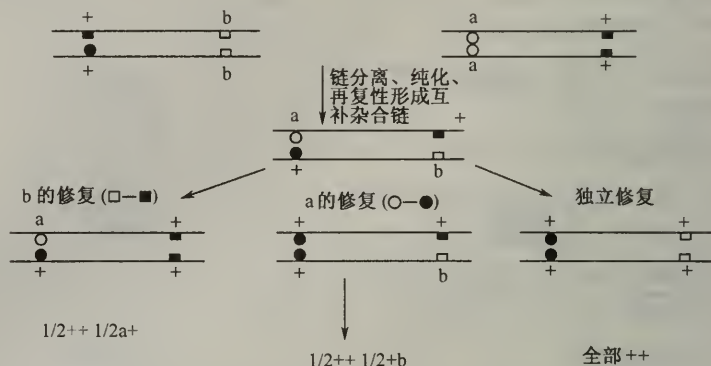 + b a +
+ b a +
链分离、纯化、
再复性形成互
补杂合链
a +
+ b
b 的修复(□—■) a 的修复(○—●) 独立修复
a + + + + +
+ + + b + +
1/2++ 1/2a+
1/2++ 1/2+b 全部++